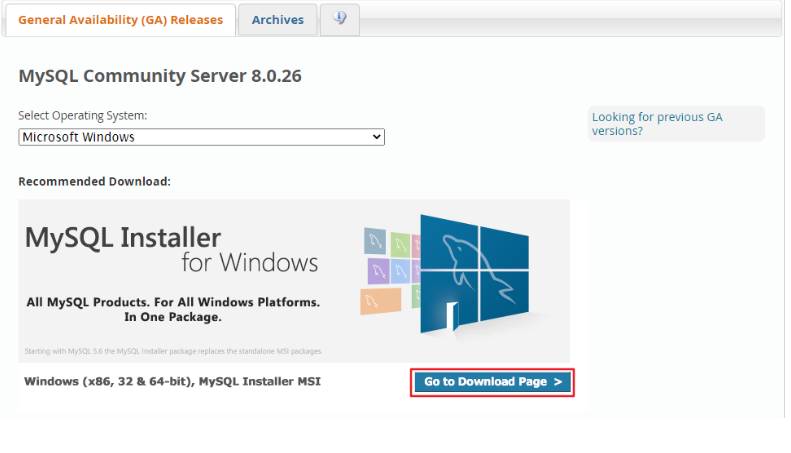 General Availability (GA) Releases
Archives
MySQL Community Server 8.0.26
Select Operating System:
Microsoft Windows
Looking for previous GA
versions?
Recommended Download:
MySQL Installer
for Windows
All MySQL Products. For All Windows Platforms.
In One Package.
Starting with MySQL 5.6 the MySQL Installer package replaces the standalone MSI packages.
Windows (x86, 32 & 64-bit), MySQL Installer MSI
Go to Download Page >